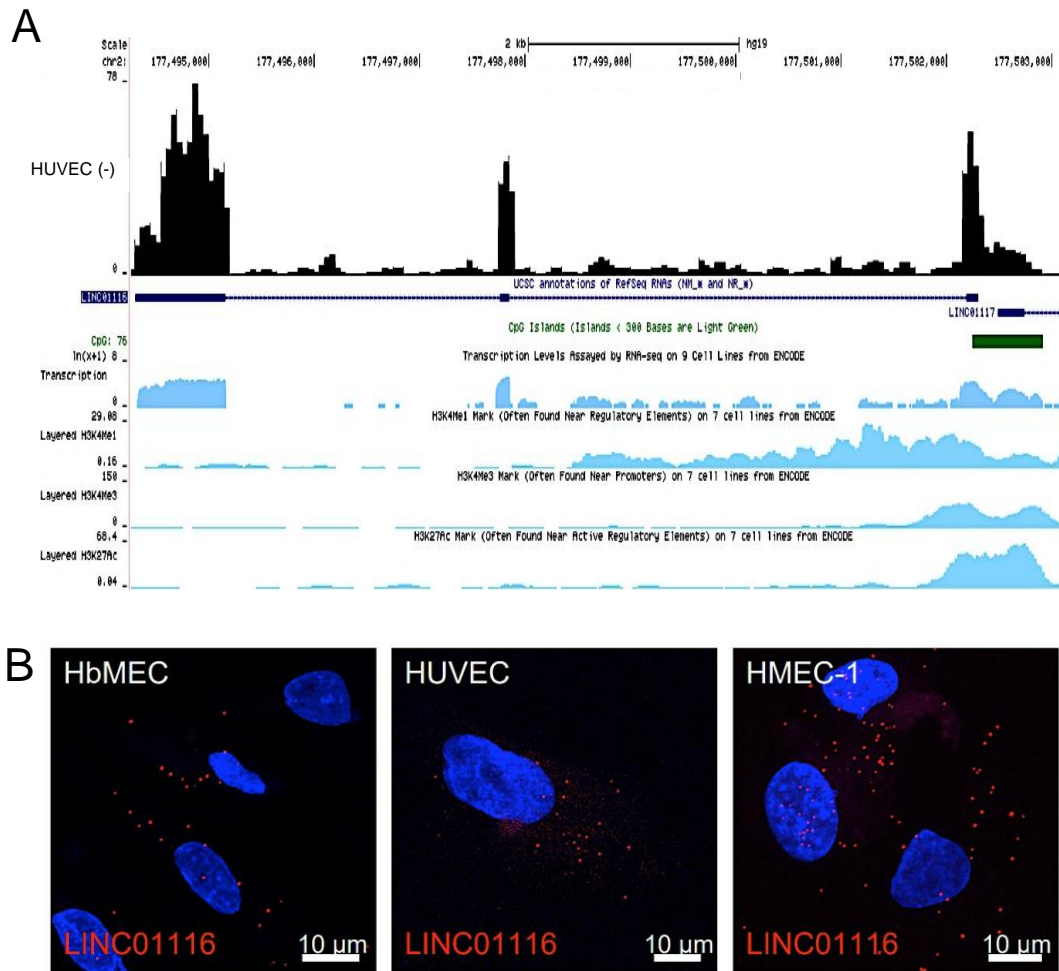 A
Scale 2 kb hg19
chr2: 177,495,000 177,496,000 177,497,000 177,498,000 177,499,000 177,500,000 177,501,000 177,502,000 177,503,000
78
HUVEC (-)
0
UCSC annotations of RefSeq RNAs (NM_* and NR_*)
LINC01116
LINC01117
CpG Islands (Islands < 300 Bases are Light Green)
CpG: 76
Transcription Levels Assayed by RNA-seq on 9 Cell Lines from ENCODE
ln(x+1) 8
Transcription
0
H3K4Me1 Mark (Often Found Near Regulatory Elements) on 7 cell lines from ENCODE
29.08
Layered H3K4Me1
0.16
H3K4Me3 Mark (Often Found Near Promoters) on 7 cell lines from ENCODE
150
Layered H3K4Me3
0
H3K27Ac Mark (Often Found Near Active Regulatory Elements) on 7 cell lines from ENCODE
68.4
Layered H3K27Ac
0.04
B
HbMEC
LINC01116
10 µm
HUVEC
LINC01116
10 µm
HMEC-1
LINC01116
10 µm